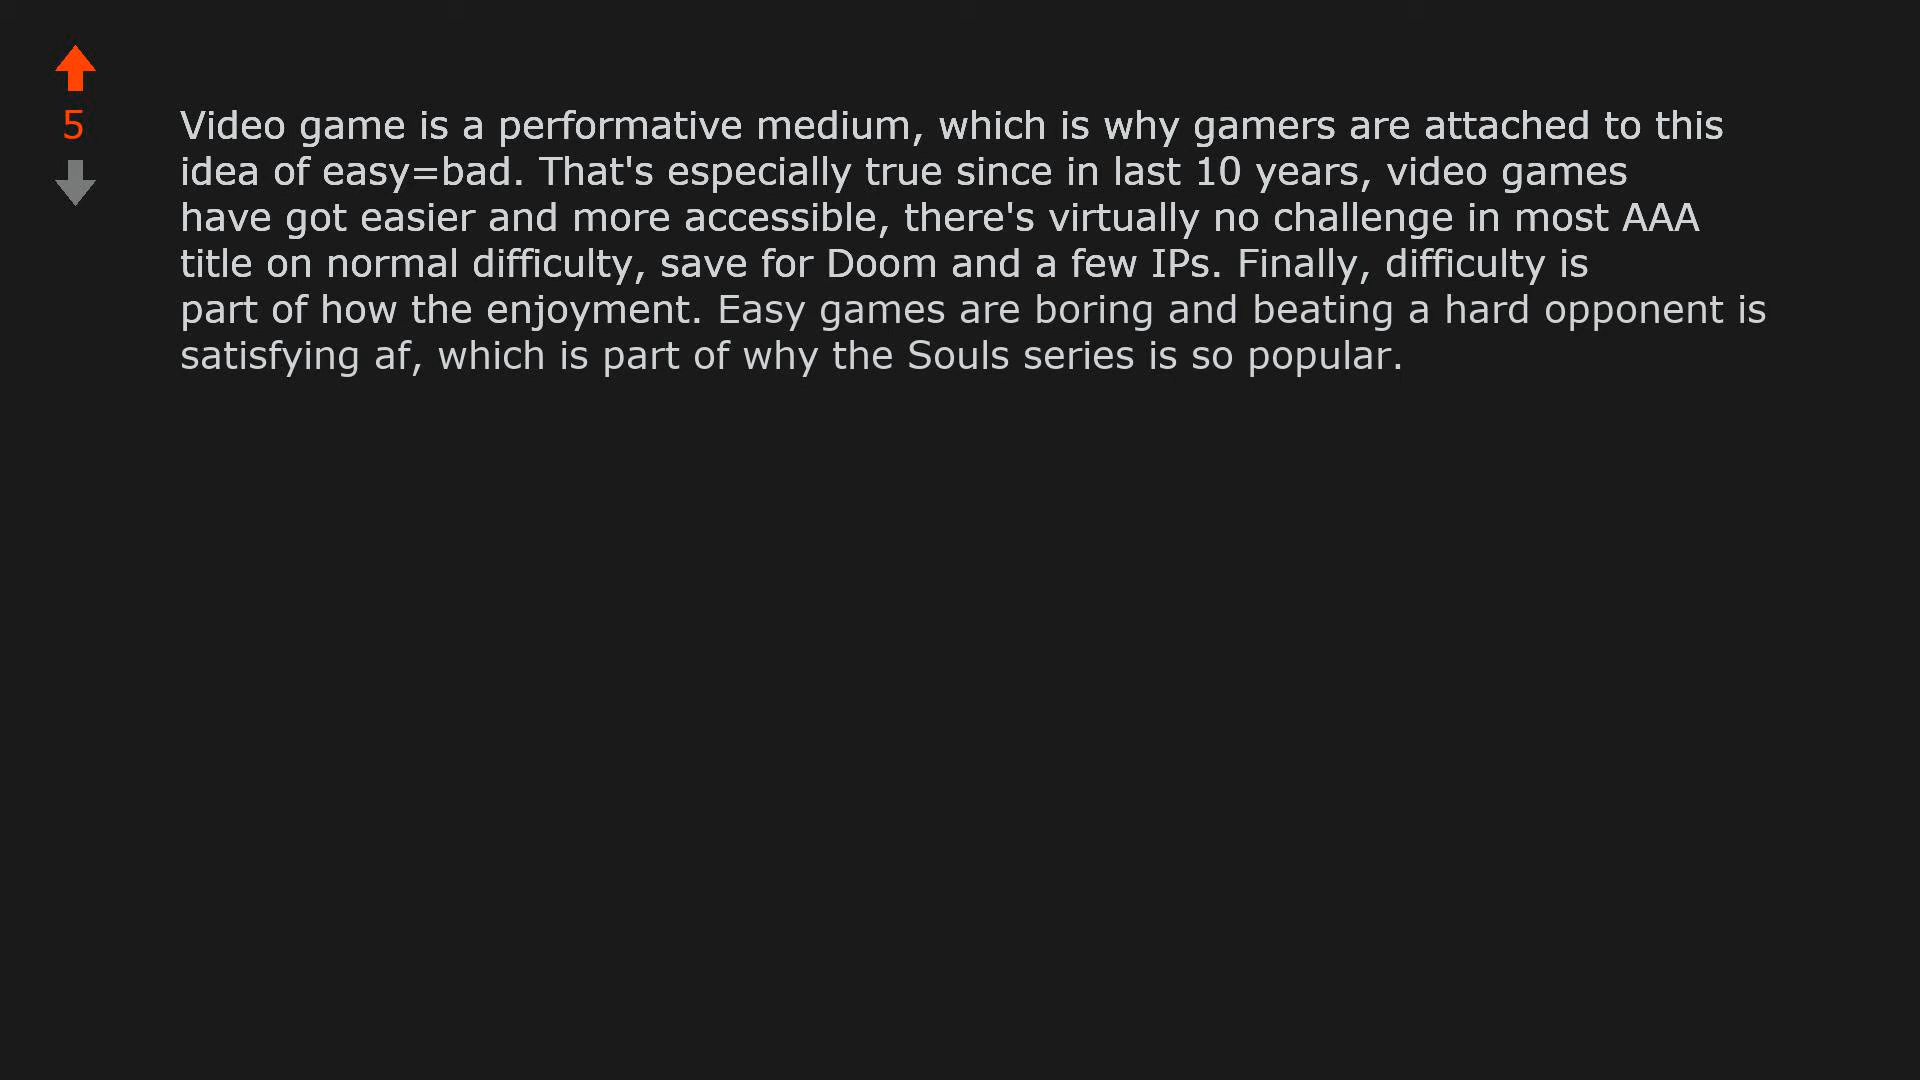 5
Video game is a performative medium, which is why gamers are attached to this
idea of easy=bad. That's especially true since in last 10 years, video games
have got easier and more accessible, there's virtually no challenge in most AAA
title on normal difficulty, save for Doom and a few IPs. Finally, difficulty is
part of how the enjoyment. Easy games are boring and beating a hard opponent is
satisfying af, which is part of why the Souls series is so popular.